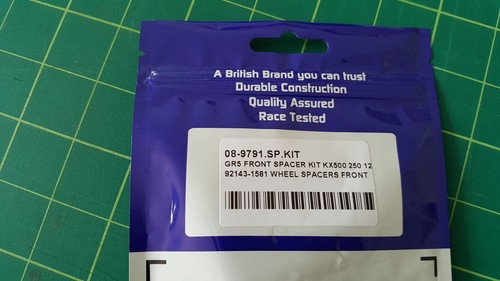 A British Brand you can trust
Durable Construction
Quality Assured
Race Tested
08-9791.SP.KIT
GR5 FRONT SPACER KIT KX500 250 12
92143-1581 WHEEL SPACERS FRONT